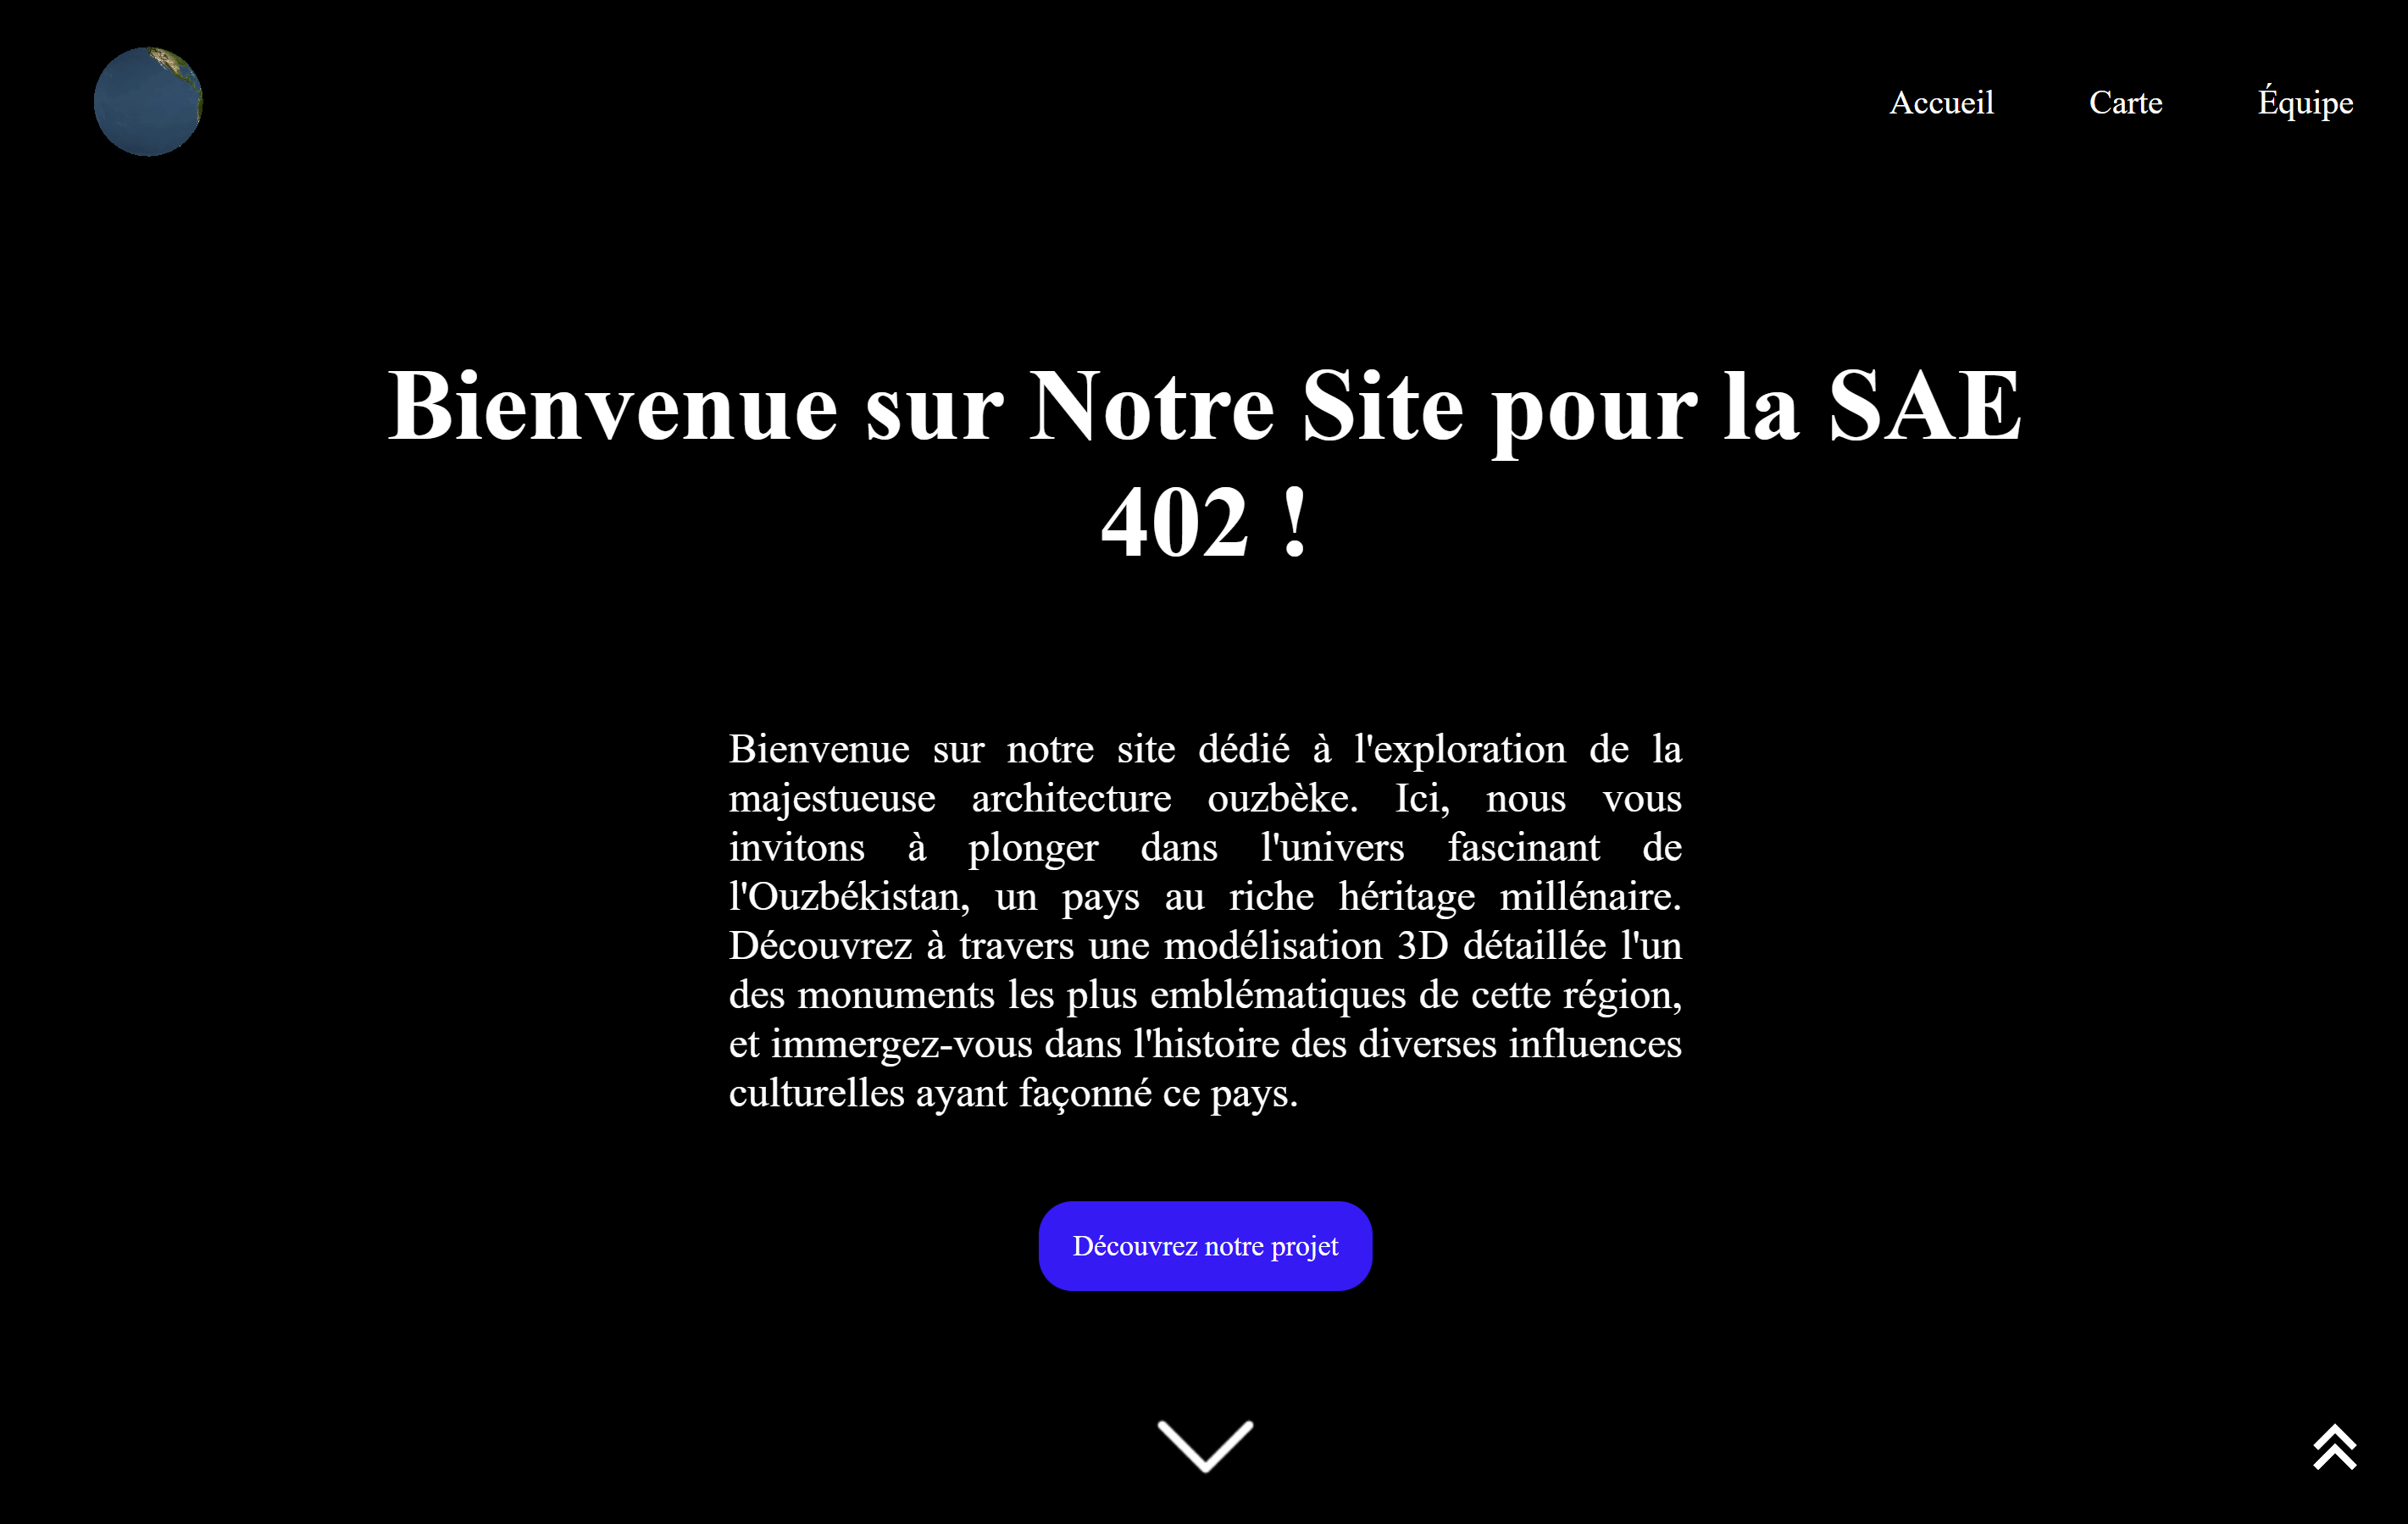 Accueil Carte Équipe
Bienvenue sur Notre Site pour la SAE
402 !
Bienvenue sur notre site dédié à l'exploration de la
majestueuse architecture ouzbèke. Ici, nous vous
invitons à plonger dans l'univers fascinant de
l'Ouzbékistan, un pays au riche héritage millénaire.
Découvrez à travers une modélisation 3D détaillée l'un
des monuments les plus emblématiques de cette région,
et immergez-vous dans l'histoire des diverses influences
culturelles ayant façonné ce pays.
Découvrez notre projet